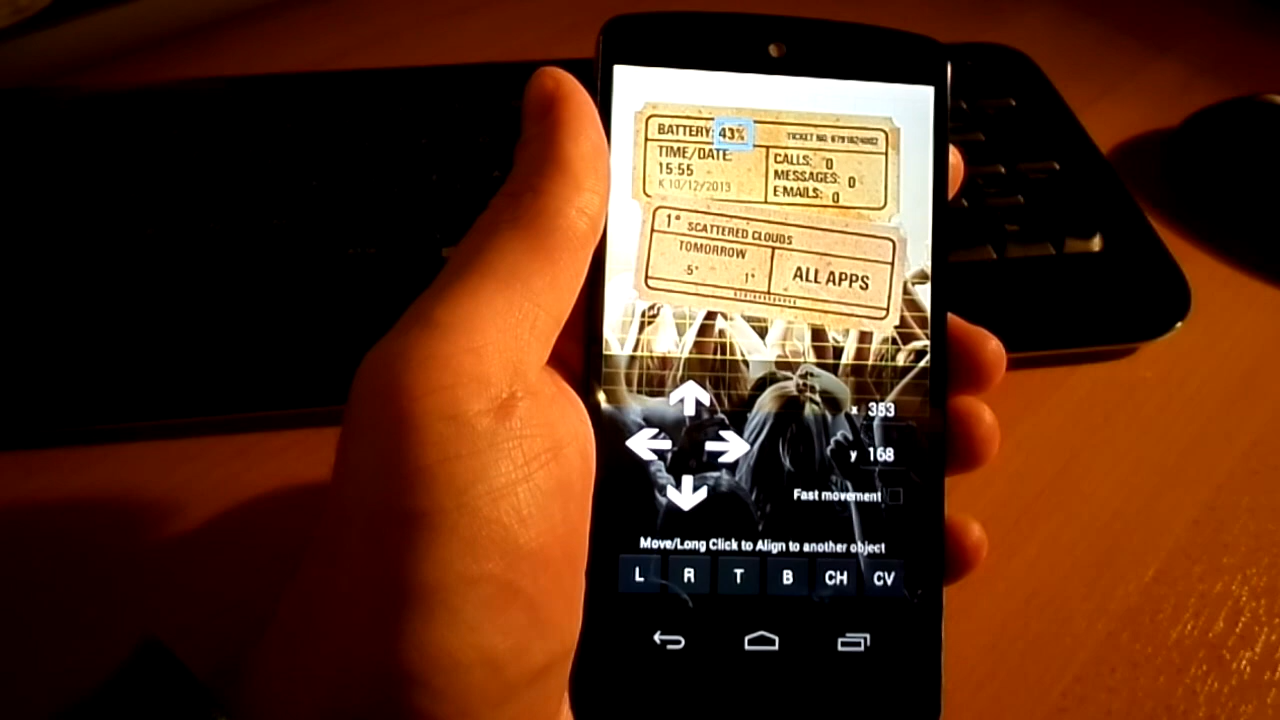 BATTERY: 43% TICKET NO. 6791624002
TIME/DATE:
15:55
K 10/12/2013
CALLS: 0
MESSAGES: 0
E-MAILS: 0
1° SCATTERED CLOUDS
TOMORROW
-5° 1°
ALL APPS
x 353
y 168
Fast movement
Move/Long Click to Align to another object
L R T B CH CV